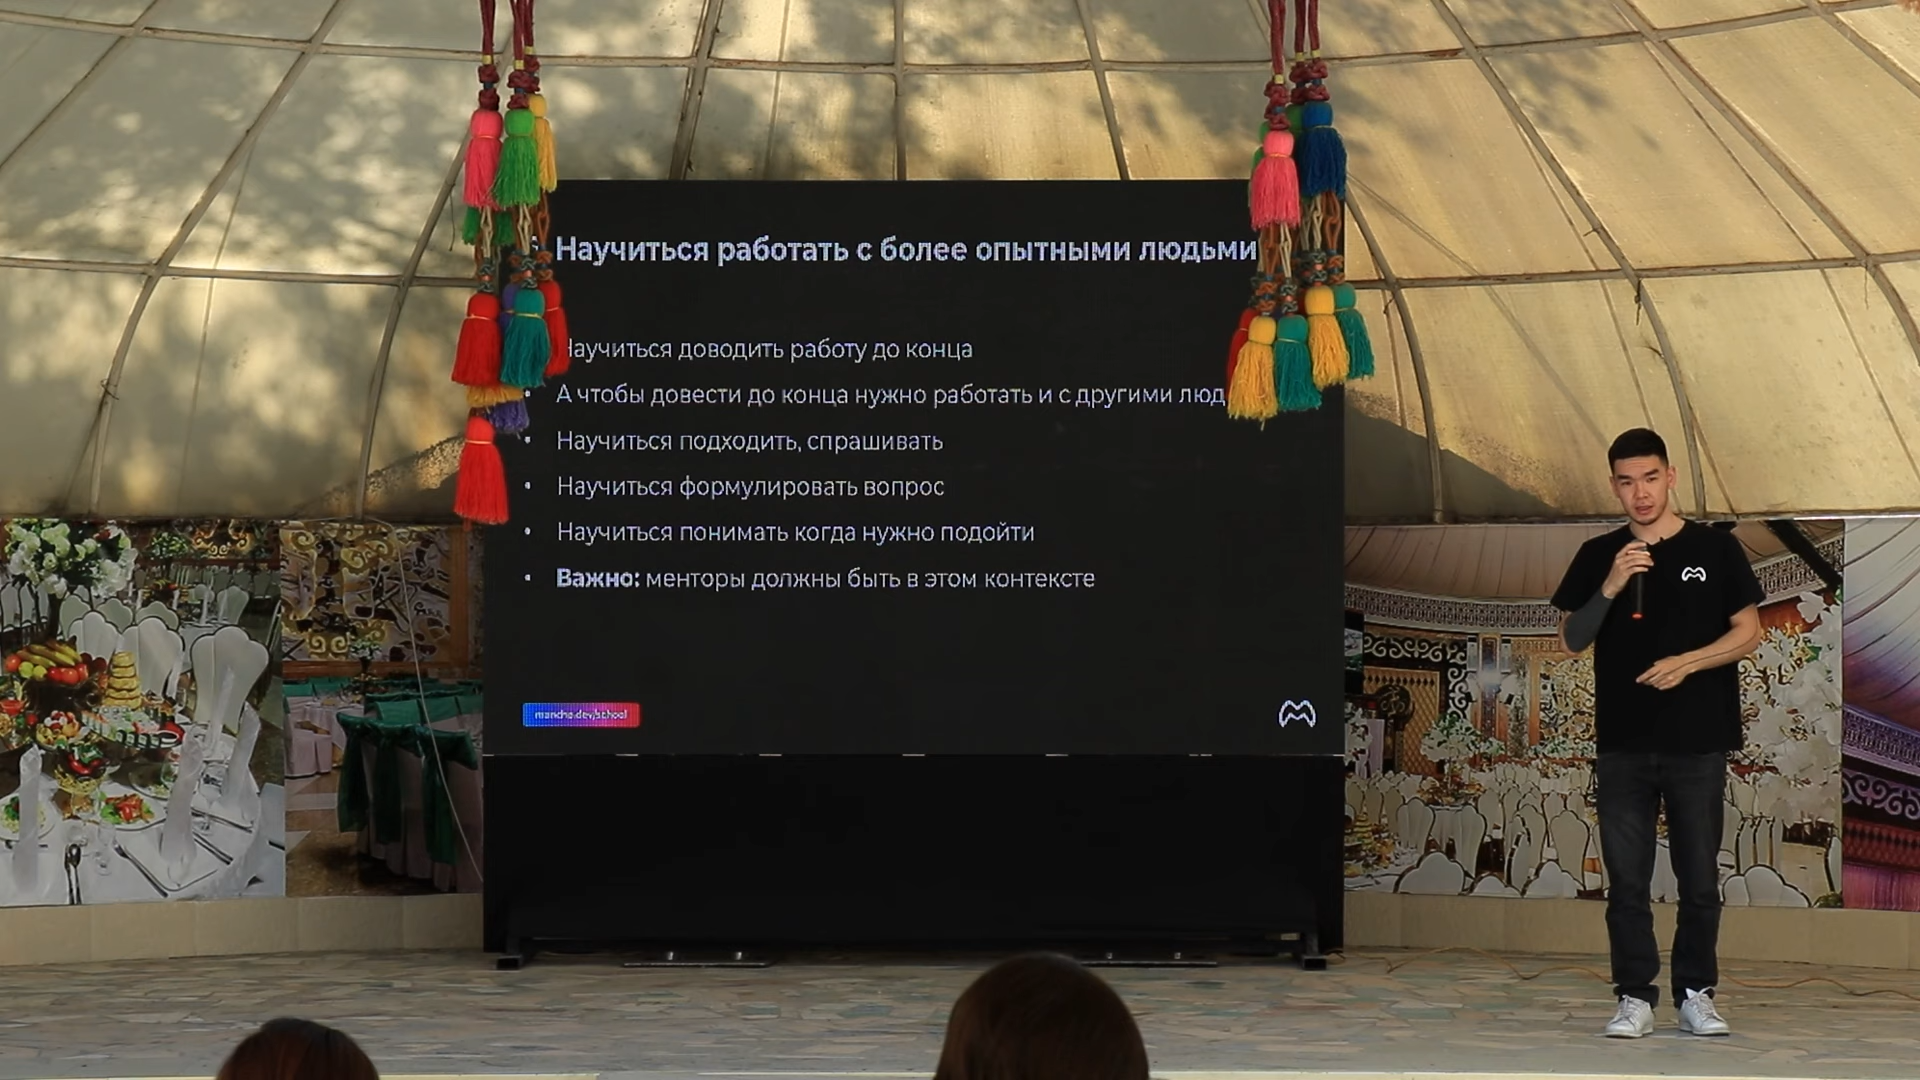 Научиться работать с более опытными людьми
Научиться доводить работу до конца
• А чтобы довести до конца нужно работать и с другими люд
• Научиться подходить, спрашивать
• Научиться формулировать вопрос
• Научиться понимать когда нужно подойти
• Важно: менторы должны быть в этом контексте
mancho.dev/school